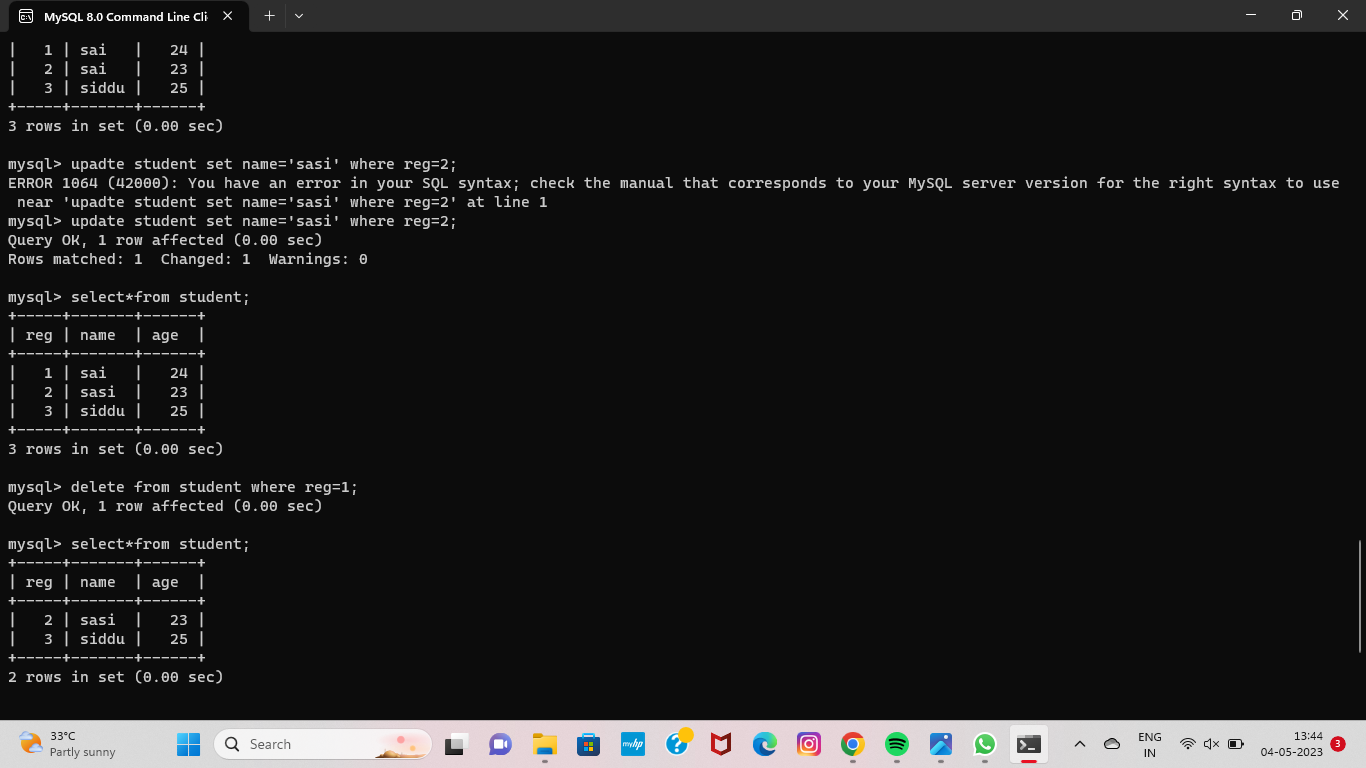 MySQL 8.0 Command Line Cli
|   1 | sai   |   24 |
|   2 | sai   |   23 |
|   3 | siddu |   25 |
+-----+-------+------+
3 rows in set (0.00 sec)
mysql> upadte student set name='sasi' where reg=2;
ERROR 1064 (42000): You have an error in your SQL syntax; check the manual that corresponds to your MySQL server version for the right syntax to use
 near 'upadte student set name='sasi' where reg=2' at line 1
mysql> update student set name='sasi' where reg=2;
Query OK, 1 row affected (0.00 sec)
Rows matched: 1  Changed: 1  Warnings: 0
mysql> select*from student;
+-----+-------+------+
| reg | name  | age  |
+-----+-------+------+
|   1 | sai   |   24 |
|   2 | sasi  |   23 |
|   3 | siddu |   25 |
+-----+-------+------+
3 rows in set (0.00 sec)
mysql> delete from student where reg=1;
Query OK, 1 row affected (0.00 sec)
mysql> select*from student;
+-----+-------+------+
| reg | name  | age  |
+-----+-------+------+
|   2 | sasi  |   23 |
|   3 | siddu |   25 |
+-----+-------+------+
2 rows in set (0.00 sec)
33°C
Partly sunny
Search
myhp
ENG
IN
13:44
04-05-2023
3